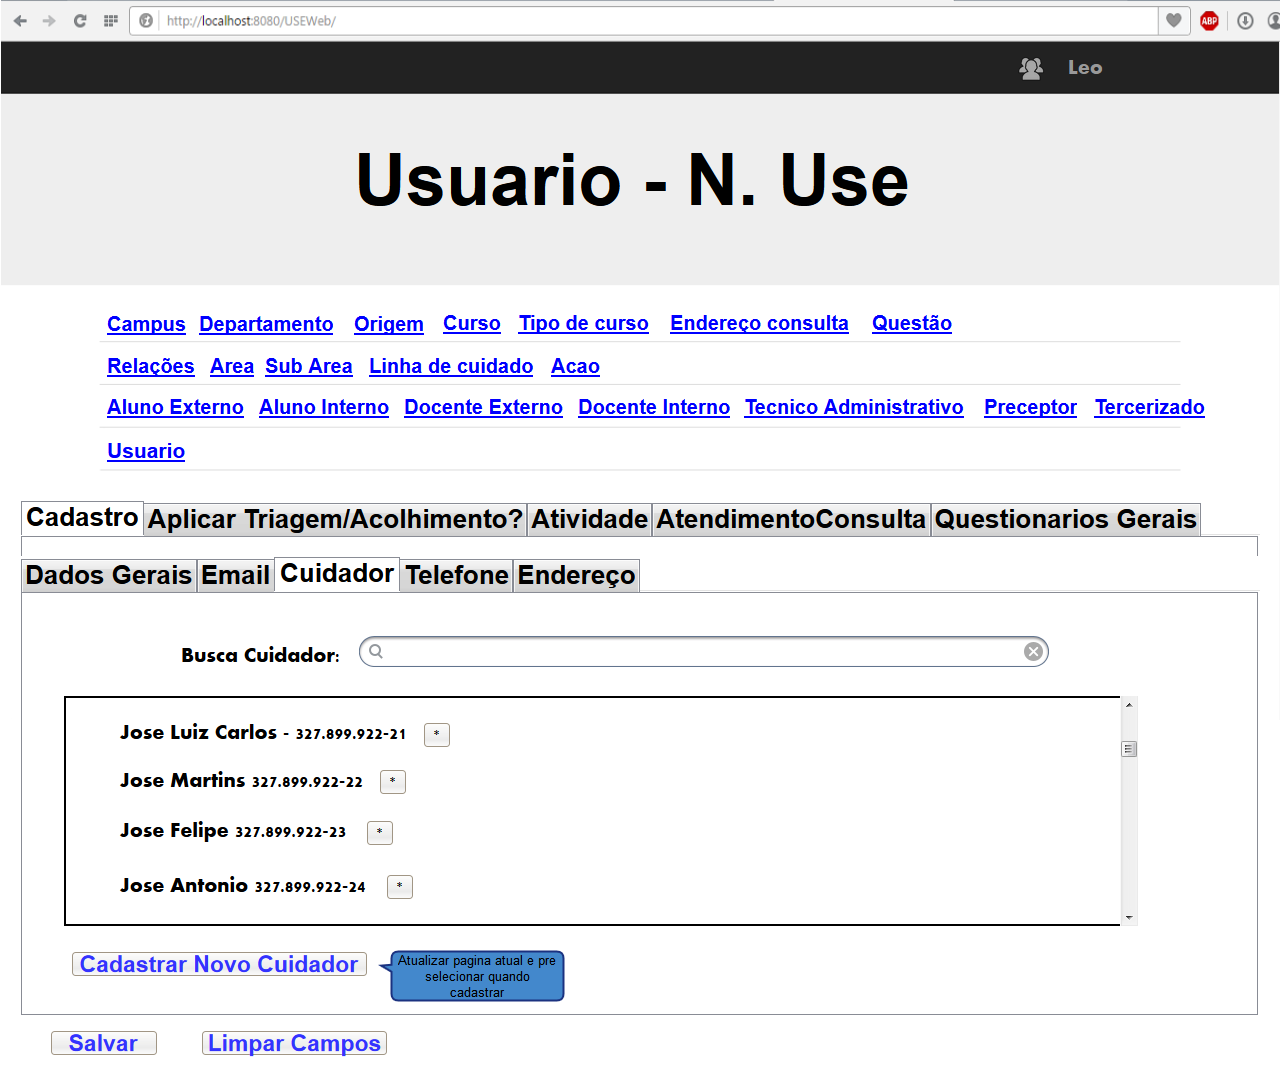 http://localhost:8080/USEWeb/
ABP
Leo
Usuario - N. Use
Campus Departamento Origem Curso Tipo de curso Endereço consulta Questão
Relações Area Sub Area Linha de cuidado Acao
Aluno Externo Aluno Interno Docente Externo Docente Interno Tecnico Administrativo Preceptor Tercerizado
Usuario
Cadastro Aplicar Triagem/Acolhimento? Atividade AtendimentoConsulta Questionarios Gerais
Dados Gerais Email Cuidador Telefone Endereço
Busca Cuidador:
Jose Luiz Carlos - 327.899.922-21 *
Jose Martins 327.899.922-22 *
Jose Felipe 327.899.922-23 *
Jose Antonio 327.899.922-24 *
Cadastrar Novo Cuidador
Atualizar pagina atual e pre
selecionar quando
cadastrar
Salvar Limpar Campos